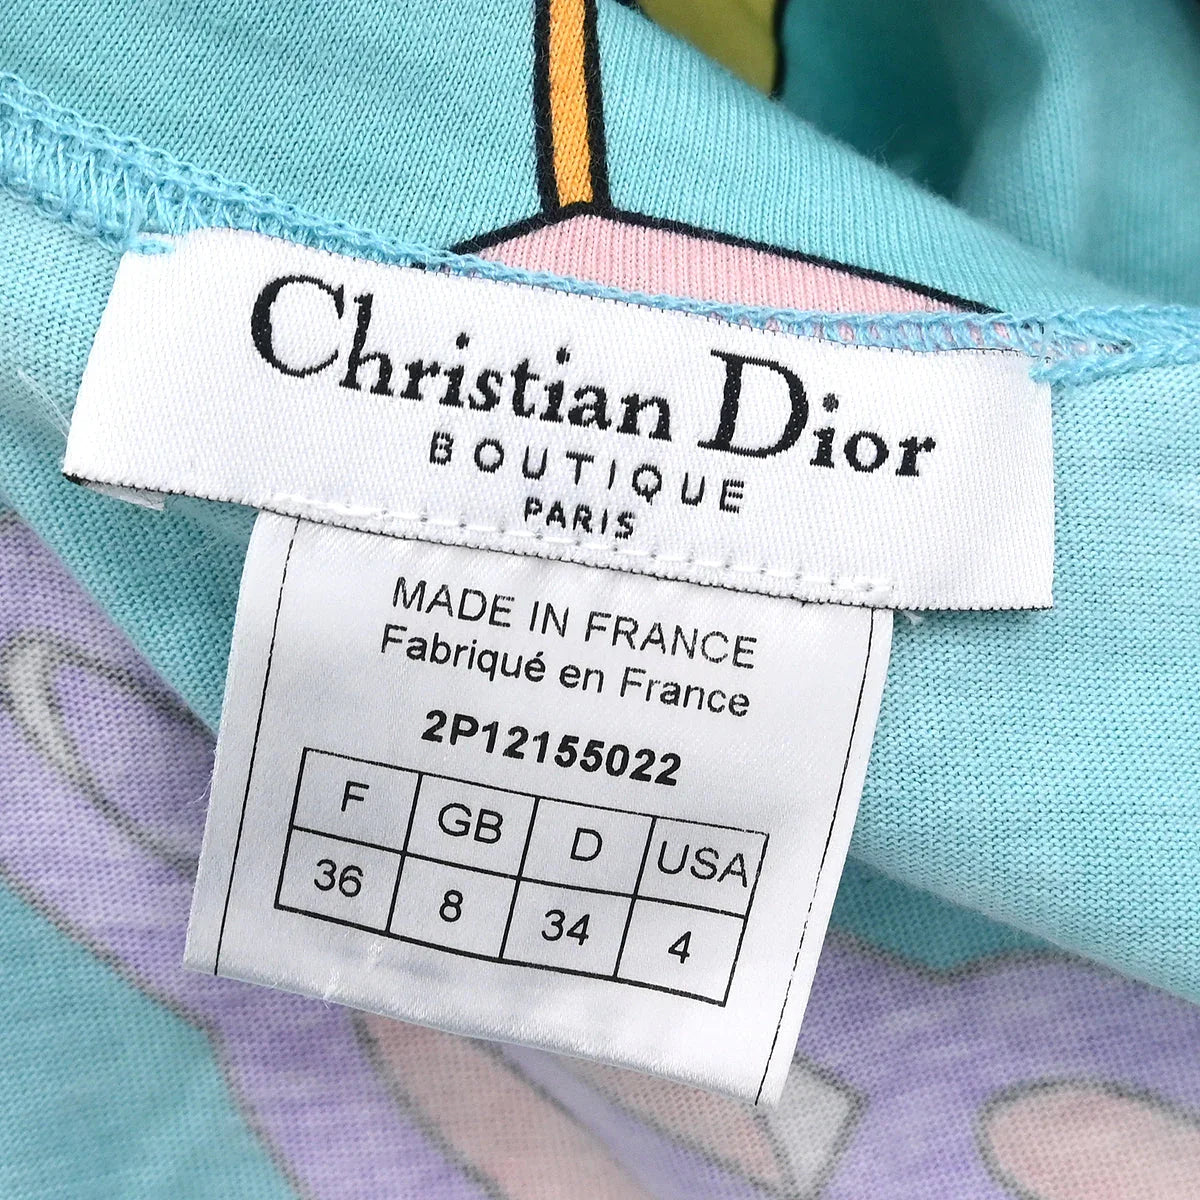 Christian Dior
BOUTIQUE
PARIS
MADE IN FRANCE
Fabriqué en France
2P12155022
F GB D USA
36 8 34 4